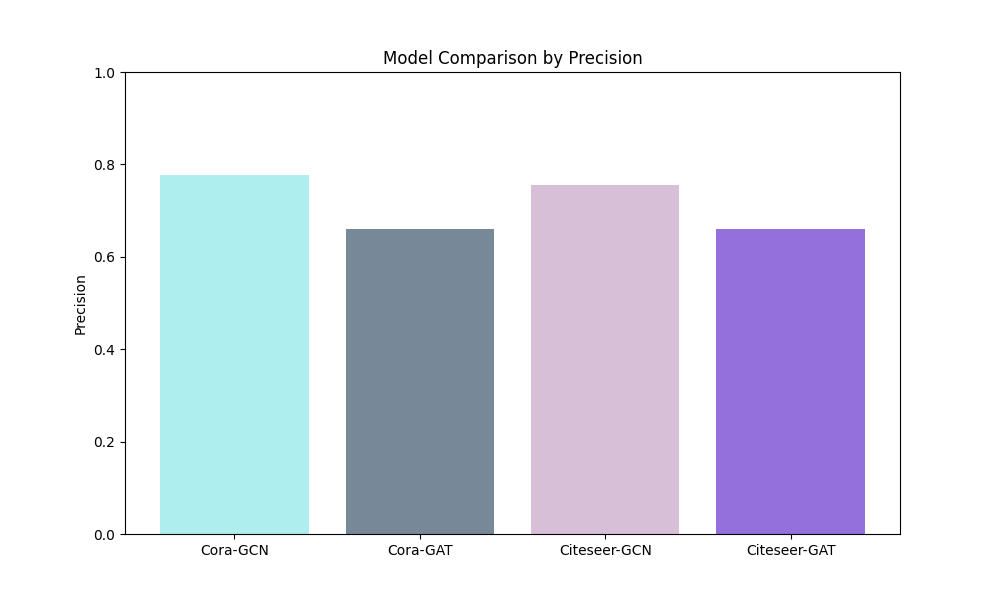 Model Comparison by Precision
1.0
0.8
0.6
0.4
0.2
0.0
Precision
Cora-GCN
Cora-GAT
Citeseer-GCN
Citeseer-GAT